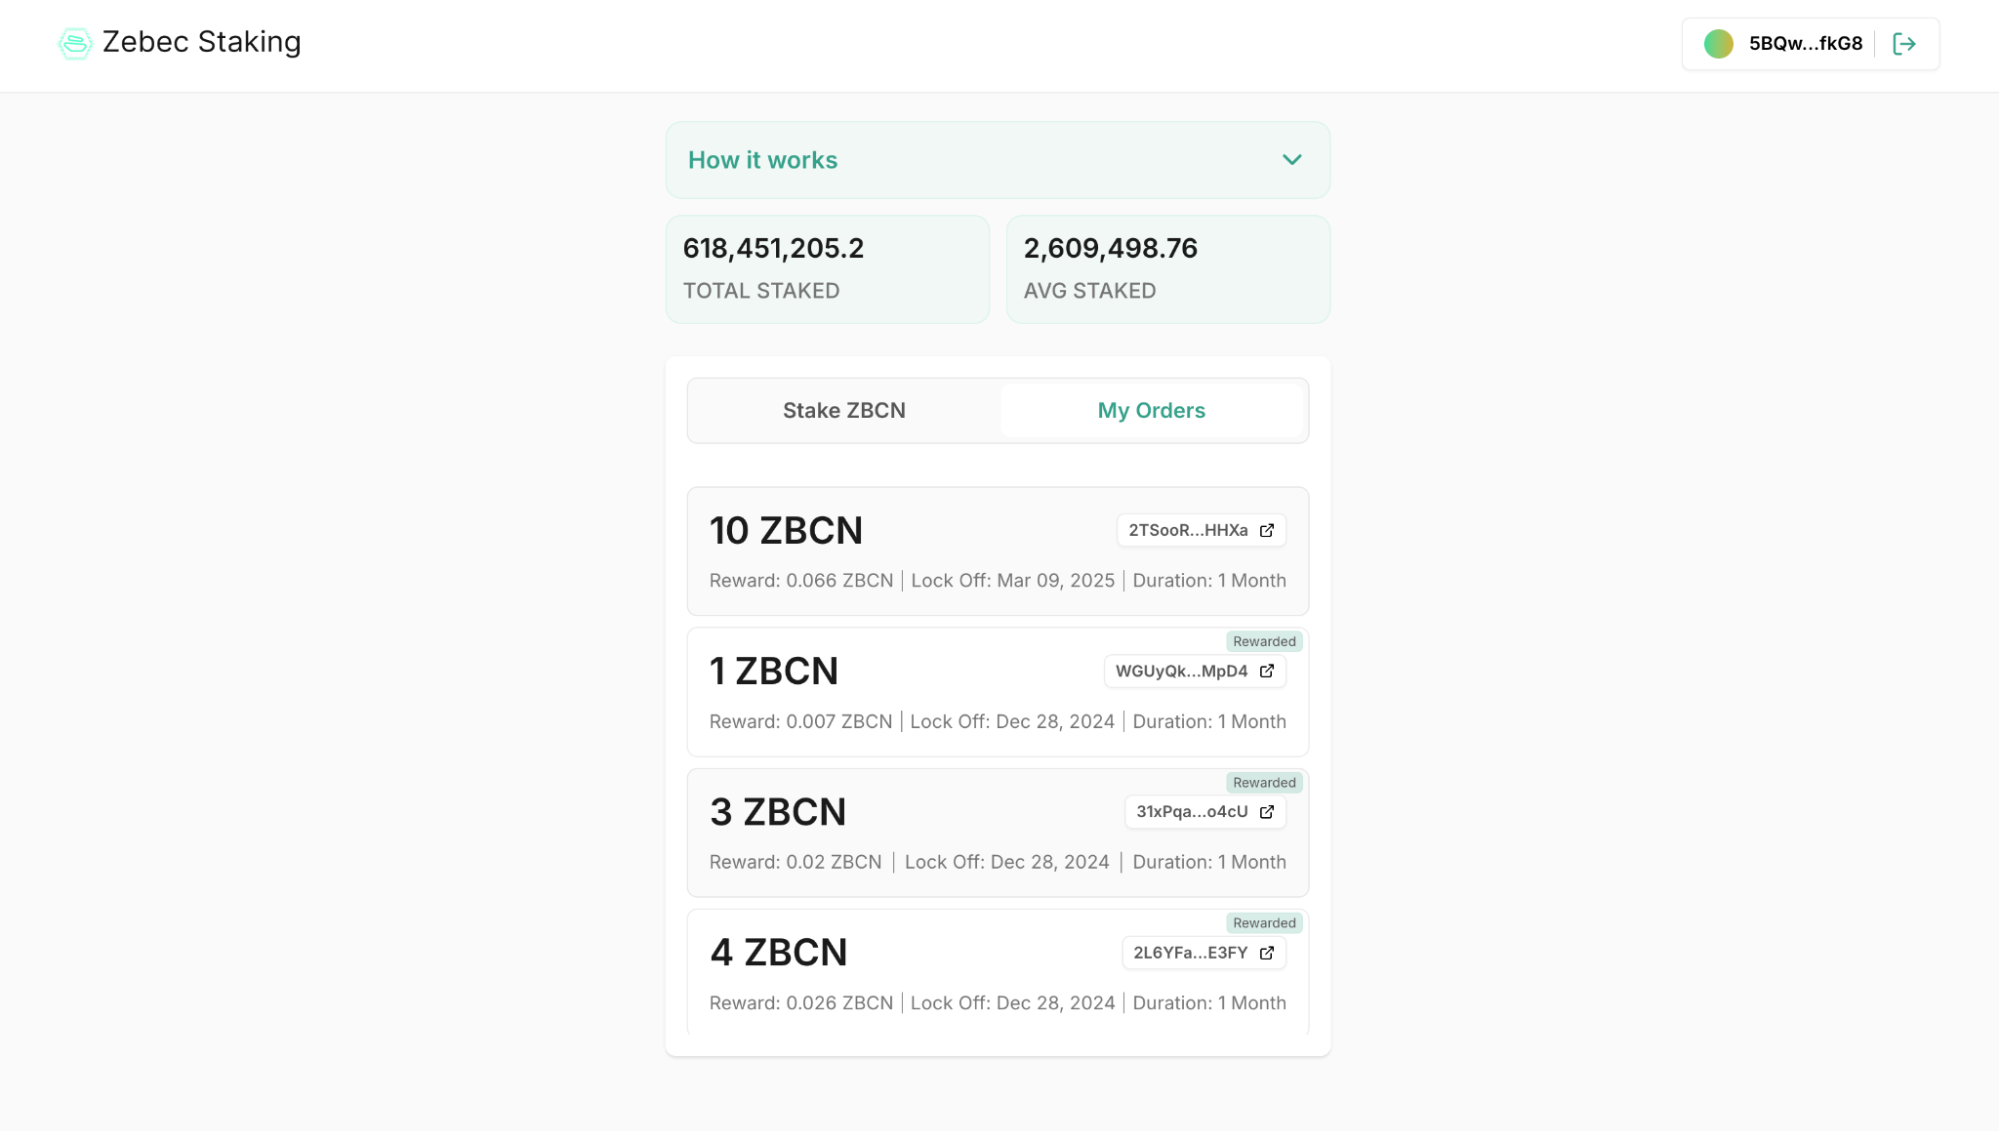 Zebec Staking
5BQw...fkG8
How it works
618,451,205.2
TOTAL STAKED
2,609,498.76
AVG STAKED
Stake ZBCN
My Orders
10 ZBCN
2TSooR...HHXa
Reward: 0.066 ZBCN | Lock Off: Mar 09, 2025 | Duration: 1 Month
Rewarded
1 ZBCN
WGUyQk...MpD4
Reward: 0.007 ZBCN | Lock Off: Dec 28, 2024 | Duration: 1 Month
Rewarded
3 ZBCN
31xPqa...o4cU
Reward: 0.02 ZBCN | Lock Off: Dec 28, 2024 | Duration: 1 Month
Rewarded
4 ZBCN
2L6YFa...E3FY
Reward: 0.026 ZBCN | Lock Off: Dec 28, 2024 | Duration: 1 Month